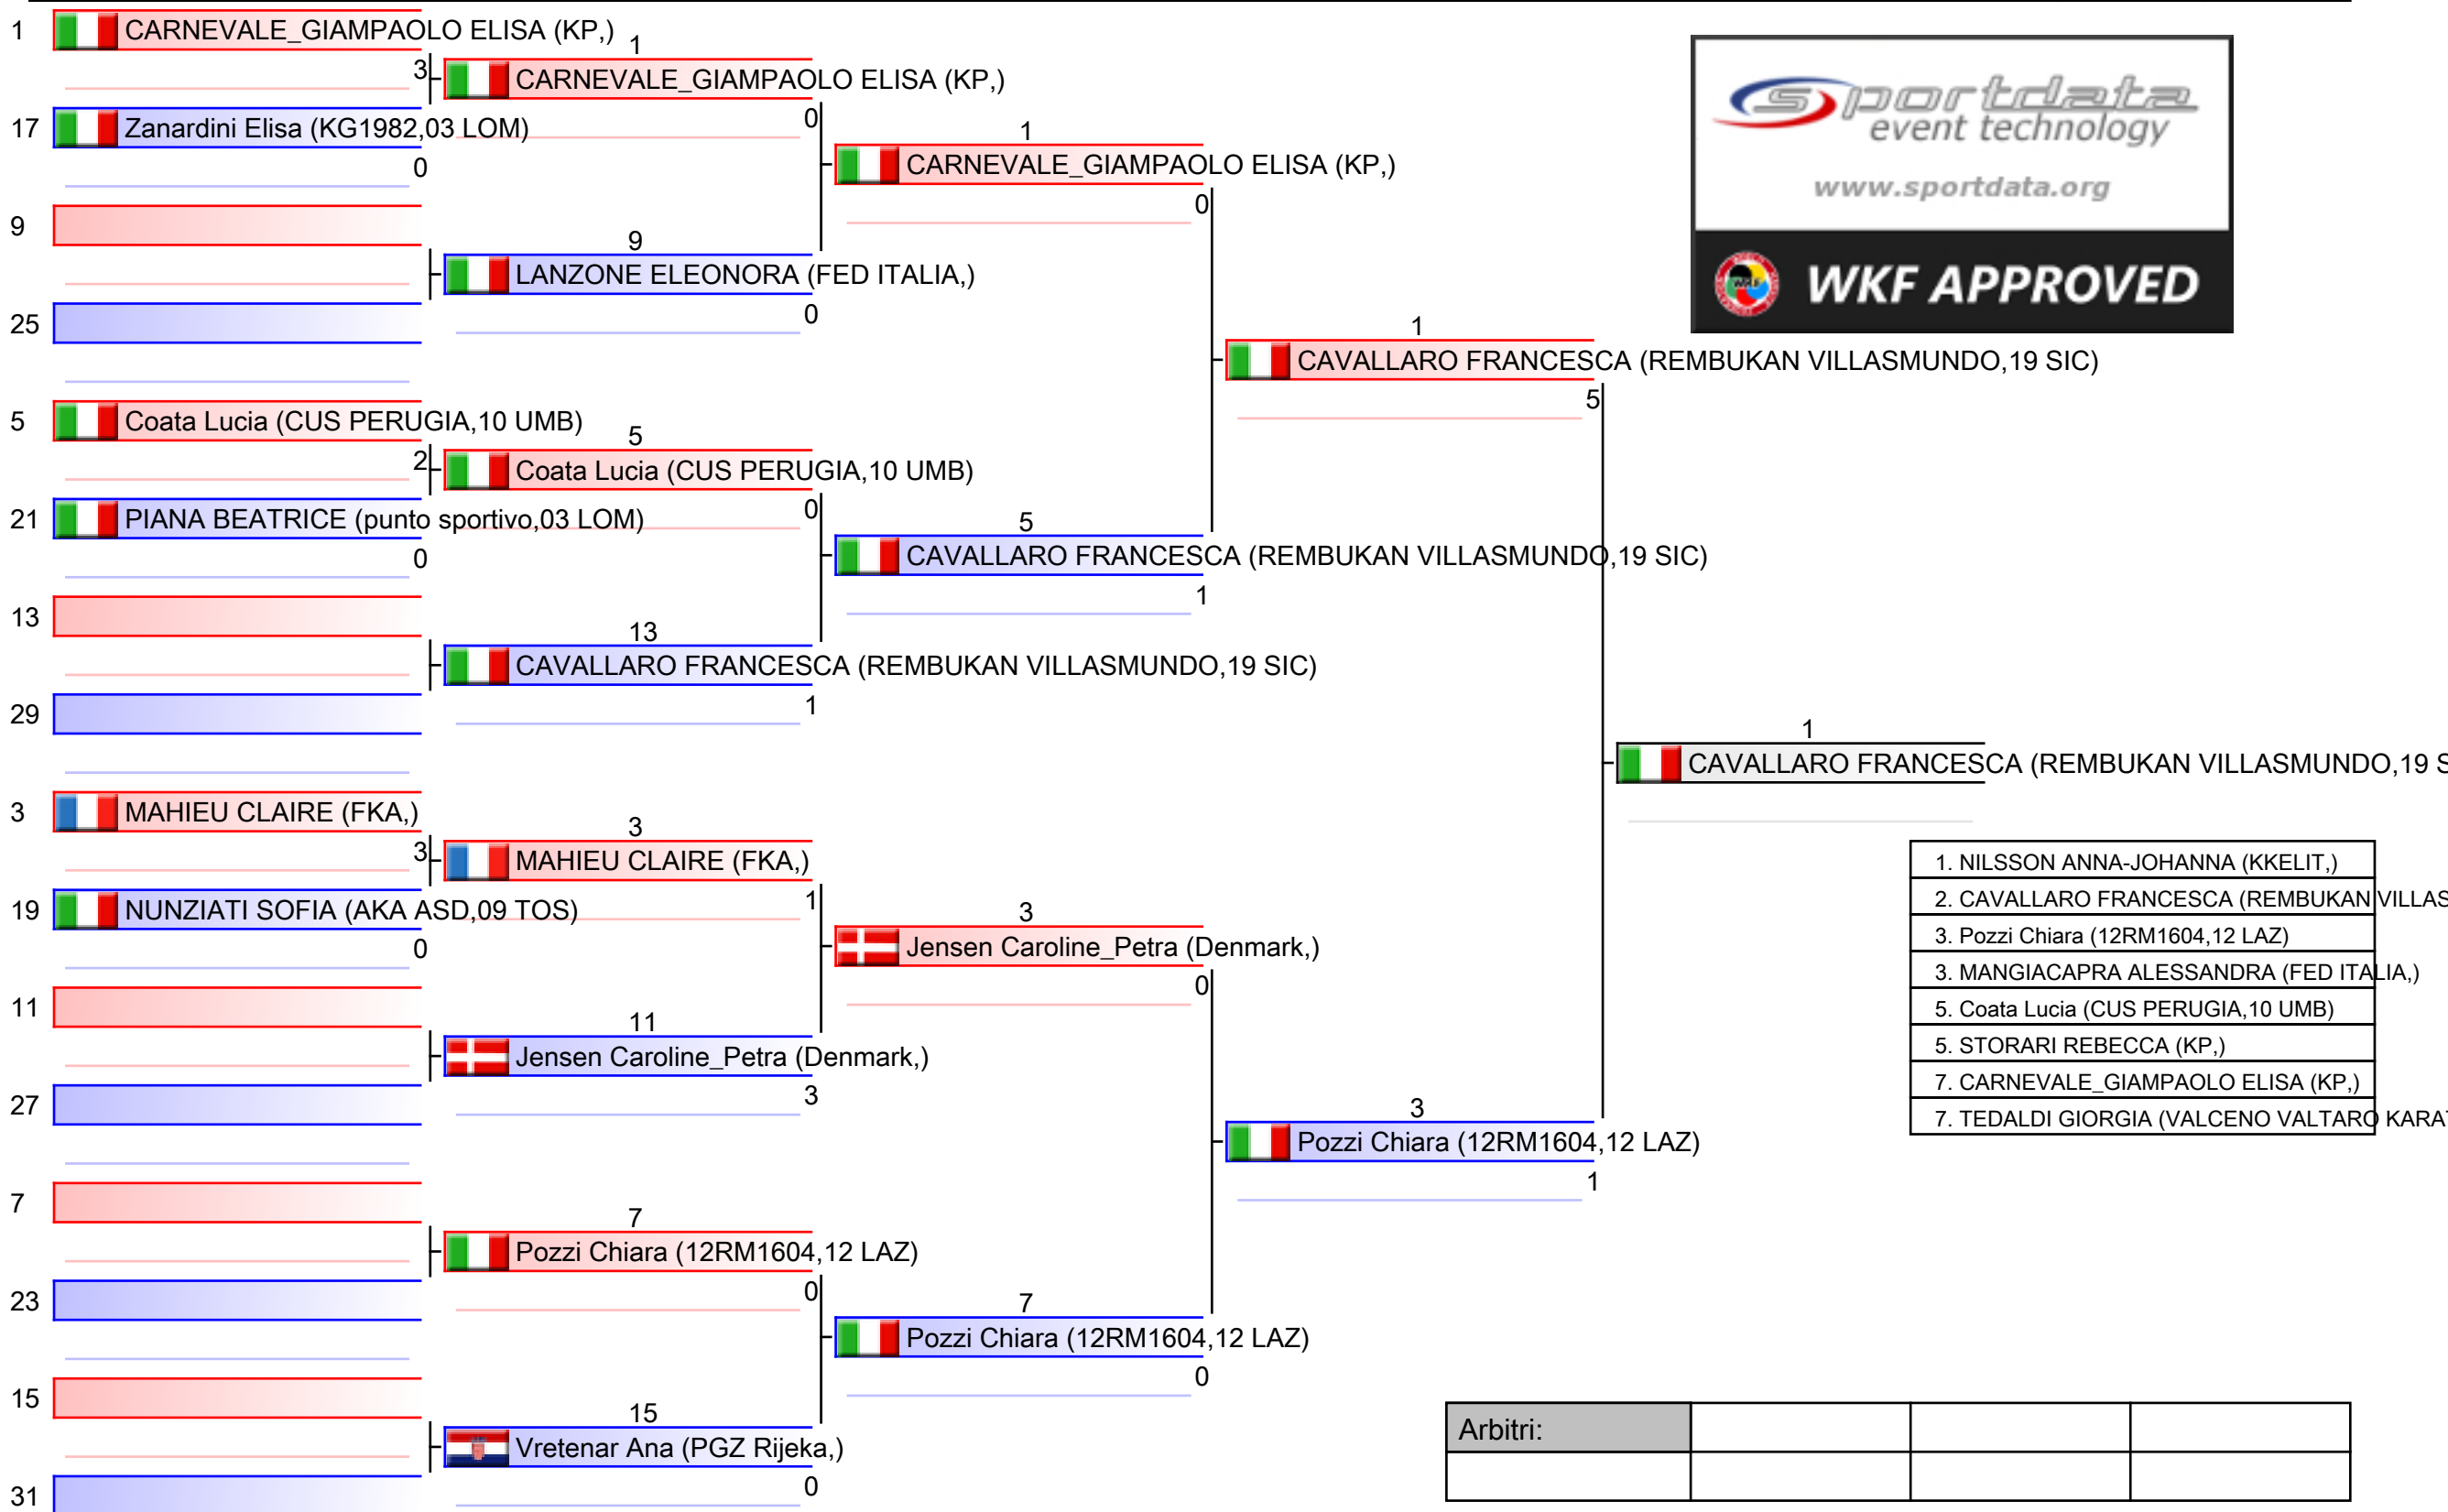 1
CARNEVALE_GIAMPAOLO ELISA (KP,)
3
17
Zanardini Elisa (KG1982,03 LOM)
0
9
25
5
Coata Lucia (CUS PERUGIA,10 UMB)
2
21
PIANA BEATRICE (punto sportivo,03 LOM)
0
13
29
3
MAHIEU CLAIRE (FKA,)
3
19
NUNZIATI SOFIA (AKA ASD,09 TOS)
0
11
27
7
23
15
31
1
CARNEVALE_GIAMPAOLO ELISA (KP,)
0
9
LANZONE ELEONORA (FED ITALIA,)
0
5
Coata Lucia (CUS PERUGIA,10 UMB)
0
13
CAVALLARO FRANCESCA (REMBUKAN VILLASMUNDO,19 SIC)
1
3
MAHIEU CLAIRE (FKA,)
1
11
Jensen Caroline_Petra (Denmark,)
3
7
Pozzi Chiara (12RM1604,12 LAZ)
0
15
Vretenar Ana (PGZ Rijeka,)
0
1
CARNEVALE_GIAMPAOLO ELISA (KP,)
0
5
CAVALLARO FRANCESCA (REMBUKAN VILLASMUNDO,19 SIC)
1
3
Jensen Caroline_Petra (Denmark,)
0
7
Pozzi Chiara (12RM1604,12 LAZ)
0
1
CAVALLARO FRANCESCA (REMBUKAN VILLASMUNDO,19 SIC)
5
3
Pozzi Chiara (12RM1604,12 LAZ)
1
1
CAVALLARO FRANCESCA (REMBUKAN VILLASMUNDO,19 S
sportdata
event technology
www.sportdata.org
WKF
WKF APPROVED
1. NILSSON ANNA-JOHANNA (KKELIT,)
2. CAVALLARO FRANCESCA (REMBUKAN VILLAS
3. Pozzi Chiara (12RM1604,12 LAZ)
3. MANGIACAPRA ALESSANDRA (FED ITALIA,)
5. Coata Lucia (CUS PERUGIA,10 UMB)
5. STORARI REBECCA (KP,)
7. CARNEVALE_GIAMPAOLO ELISA (KP,)
7. TEDALDI GIORGIA (VALCENO VALTARO KARAT
Arbitri: